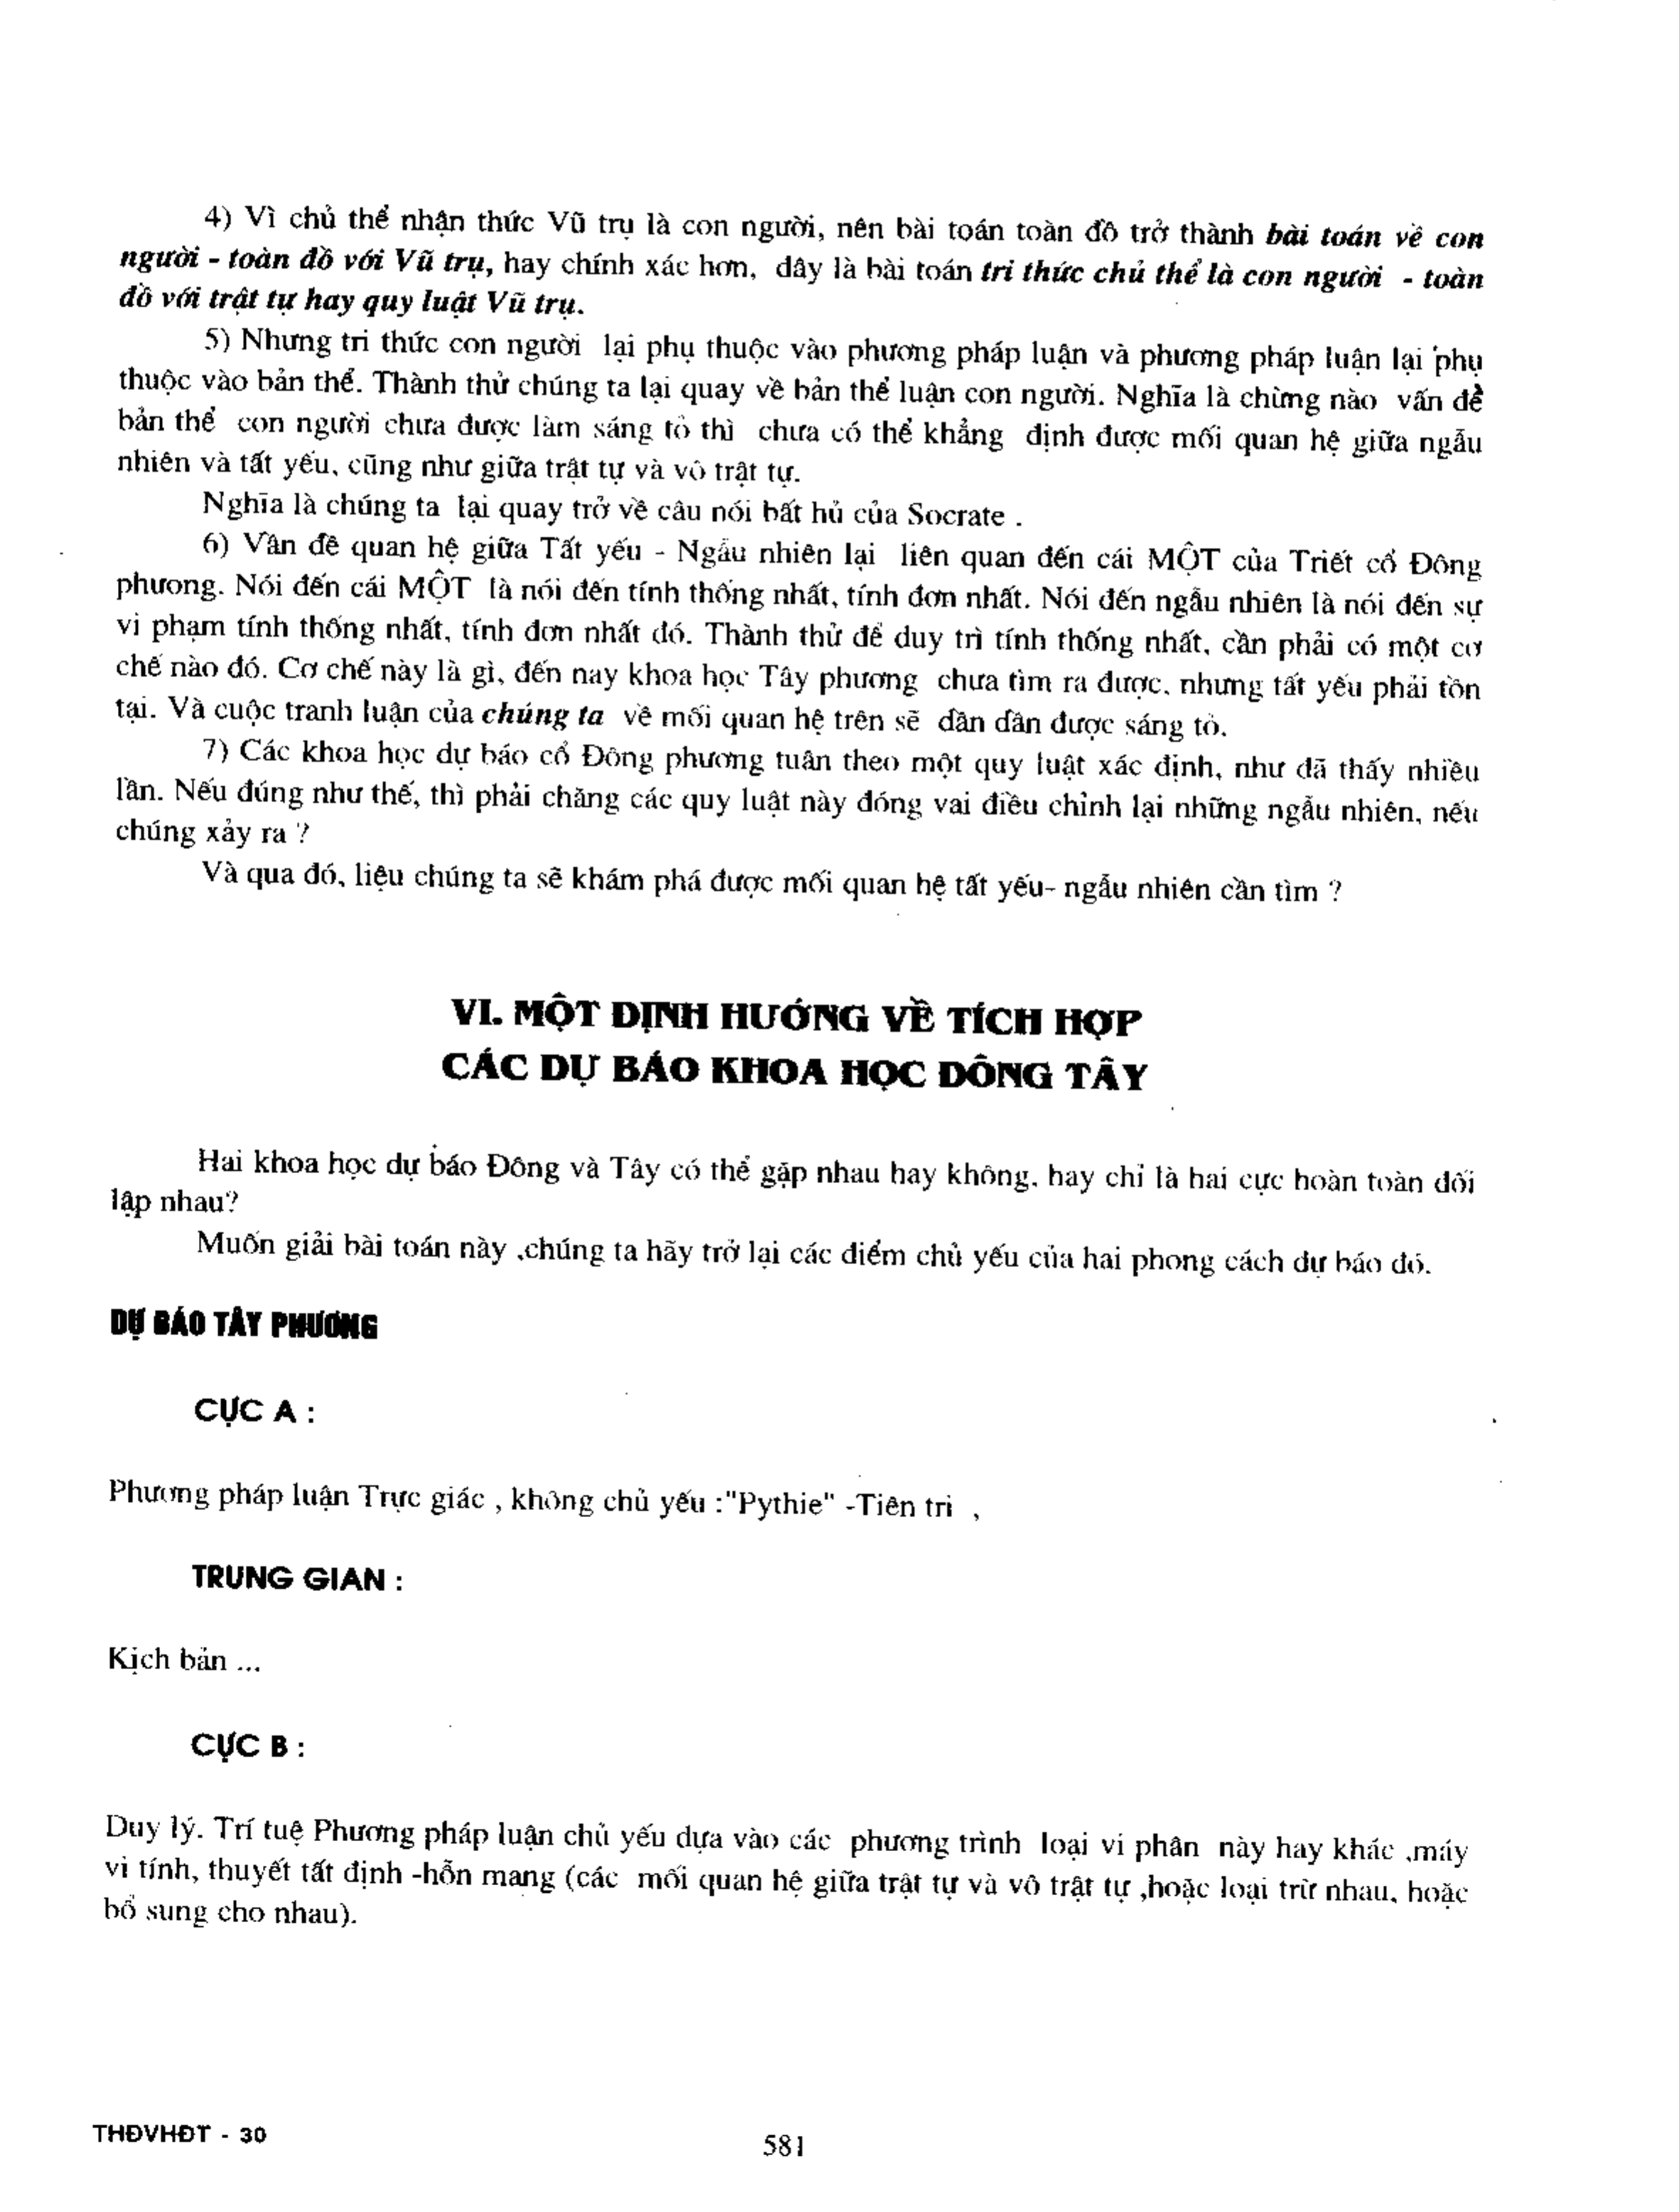 4) Vì chủ thể nhận thức Vũ trụ là con người, nên bài toán toàn đồ trở thành bài toán về con
người - toàn đồ với Vũ trụ, hay chính xác hơn, đây là bài toán tri thức chủ thể là con người - toàn
đồ với trật tự hay quy luật Vũ trụ.
5) Nhưng tri thức con người lại phụ thuộc vào phương pháp luận và phương pháp luận lại phụ
thuộc vào bản thể. Thành thử chúng ta lại quay về bản thể luận con người. Nghĩa là chừng nào vấn đề
bản thể con người chưa được làm sáng tỏ thì chưa có thể khẳng định được mối quan hệ giữa ngẫu
nhiên và tất yếu, cũng như giữa trật tự và vô trật tự.
Nghĩa là chúng ta lại quay trở về câu nói bất hủ của Socrate .
6) Vấn đề quan hệ giữa Tất yếu - Ngẫu nhiên lại liên quan đến cái MỘT của Triết cổ Đông
phương. Nói đến cái MỘT là nói đến tính thống nhất, tính đơn nhất. Nói đến ngẫu nhiên là nói đến sự
vi phạm tính thống nhất, tính đơn nhất đó. Thành thử để duy trì tính thống nhất, cần phải có một cơ
chế nào đó. Cơ chế này là gì, đến nay khoa học Tây phương chưa tìm ra được, nhưng tất yếu phải tồn
tại. Và cuộc tranh luận của chúng ta về mối quan hệ trên sẽ dần dần được sáng tỏ.
7) Các khoa học dự báo cổ Đông phương tuân theo một quy luật xác định, như đã thấy nhiều
lần. Nếu đúng như thế, thì phải chăng các quy luật này đóng vai điều chỉnh lại những ngẫu nhiên, nếu
chúng xảy ra ?
Và qua đó, liệu chúng ta sẽ khám phá được mối quan hệ tất yếu- ngẫu nhiên cần tìm ?
VI. MỘT ĐỊNH HƯỚNG VỀ TÍCH HỢP
CÁC DỰ BÁO KHOA HỌC ĐÔNG TÂY
Hai khoa học dự báo Đông và Tây có thể gặp nhau hay không, hay chỉ là hai cực hoàn toàn đối
lập nhau?
Muốn giải bài toán này ,chúng ta hãy trở lại các điểm chủ yếu của hai phong cách dự báo đó.
DỰ BÁO TÂY PHƯƠNG
CỰC A :
Phương pháp luận Trực giác , không chủ yếu :"Pythie" -Tiên tri ,
TRUNG GIAN :
Kịch bản ...
CỰC B :
Duy lý. Trí tuệ Phương pháp luận chủ yếu dựa vào các phương trình loại vi phân này hay khác ,máy
vi tính, thuyết tất định -hỗn mang (các mối quan hệ giữa trật tự và vô trật tự ,hoặc loại trừ nhau, hoặc
bổ sung cho nhau).
THĐVHĐT - 30
581